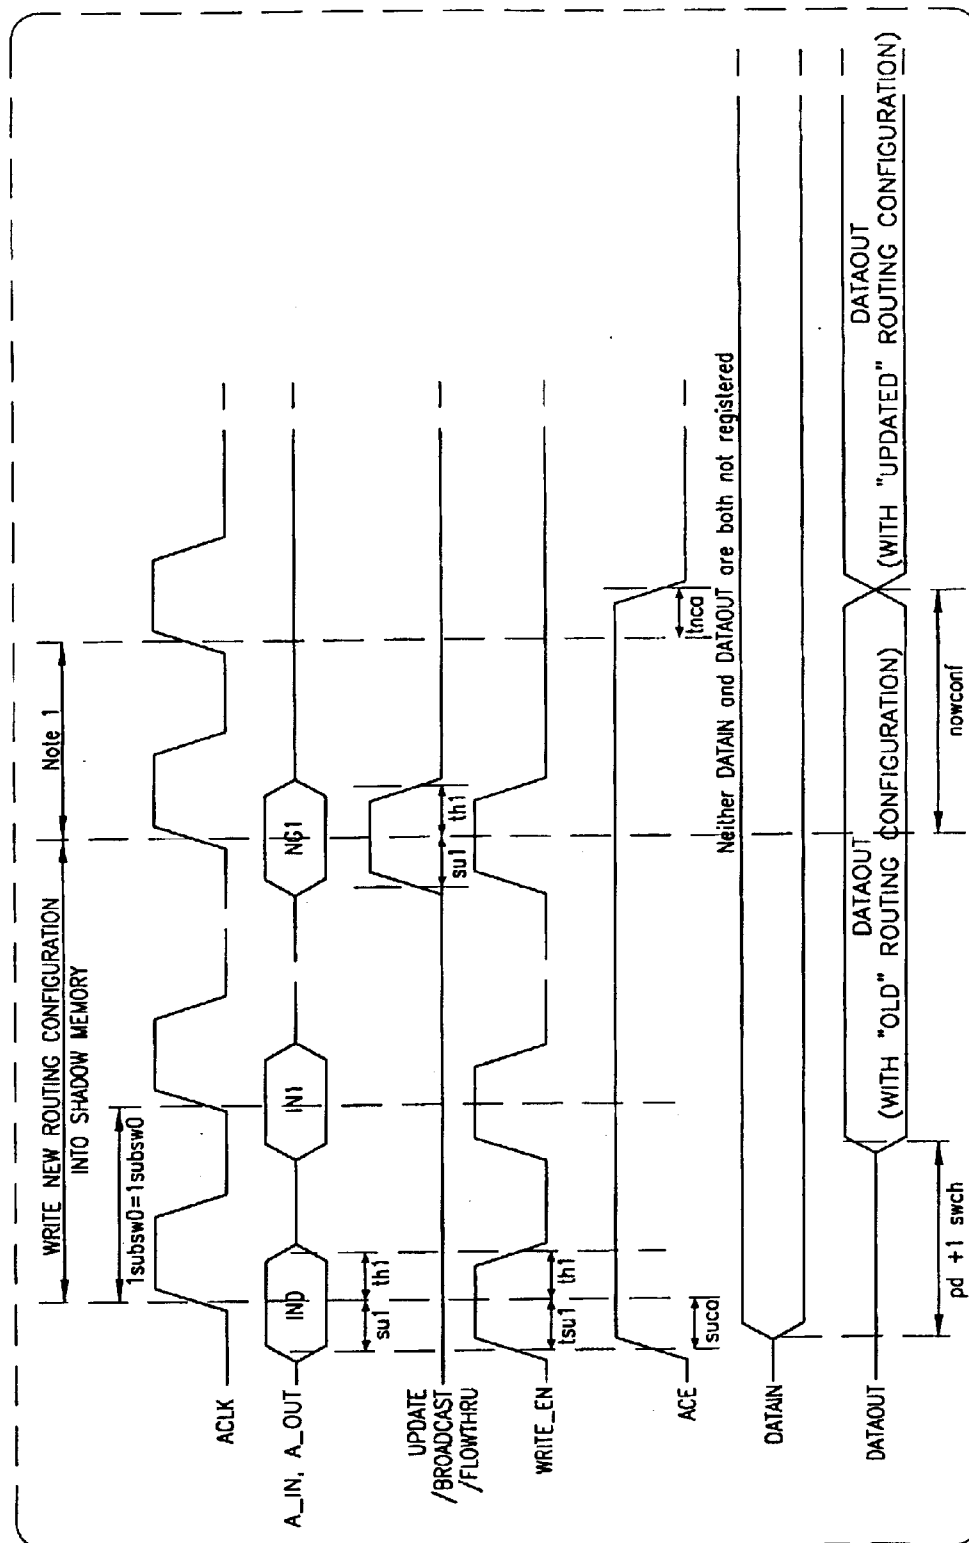 WRITE NEW ROUTING CONFIGURATION
INTO SHADOW MEMORY
Note 1
1subsw0=1subsw0
ACLK
A_IN, A_OUT
IN0
IN1
NG1
su1
th1
UPDATE
/BROADCAST
/FLOWTHRU
su1
th1
WRITE_EN
tsu1
th1
ACE
suca
tnca
Neither DATAIN and DATAOUT are both not registered
DATAIN
DATAOUT
DATAOUT
(WITH "OLD" ROUTING CONFIGURATION)
DATAOUT
(WITH "UPDATED" ROUTING CONFIGURATION)
pd +1 swch
nowconf